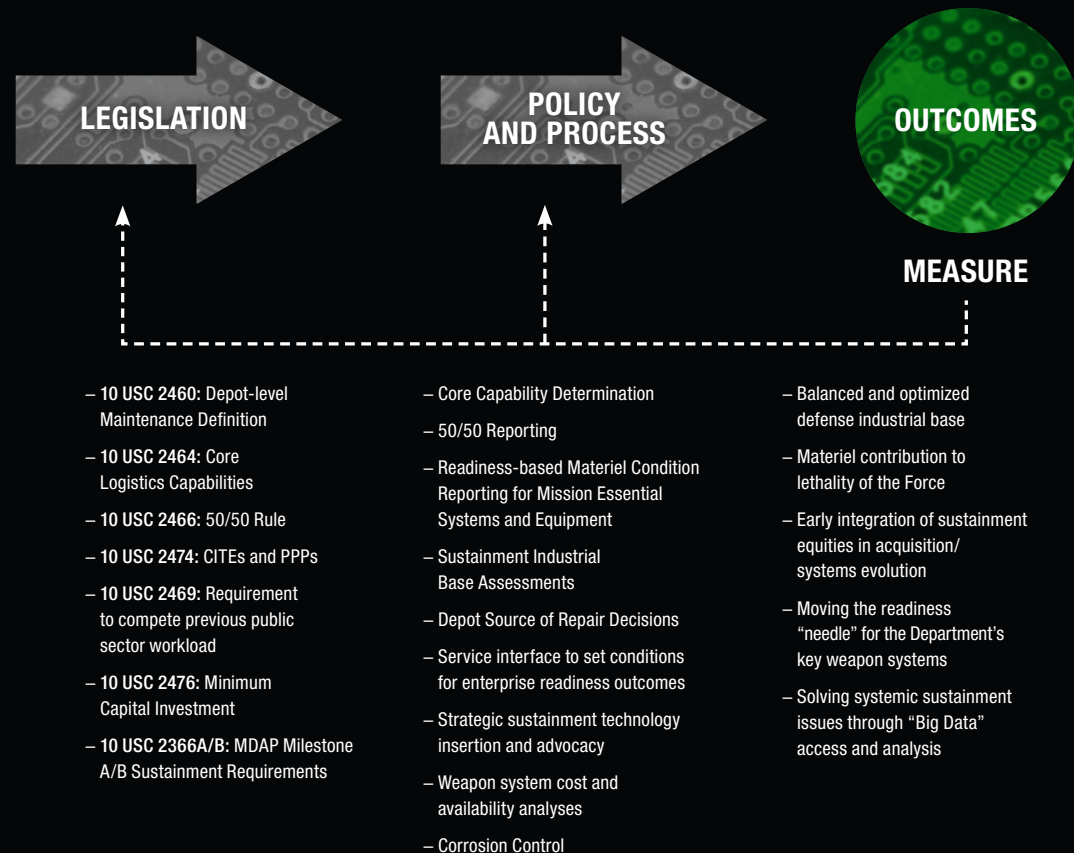 LEGISLATION
POLICY
AND PROCESS
OUTCOMES
MEASURE
– 10 USC 2460: Depot-level
Maintenance Definition
– 10 USC 2464: Core
Logistics Capabilities
– 10 USC 2466: 50/50 Rule
– 10 USC 2474: CITEs and PPPs
– 10 USC 2469: Requirement
to compete previous public
sector workload
– 10 USC 2476: Minimum
Capital Investment
– 10 USC 2366A/B: MDAP Milestone
A/B Sustainment Requirements
– Core Capability Determination
– 50/50 Reporting
– Readiness-based Materiel Condition
Reporting for Mission Essential
Systems and Equipment
– Sustainment Industrial
Base Assessments
– Depot Source of Repair Decisions
– Service interface to set conditions
for enterprise readiness outcomes
– Strategic sustainment technology
insertion and advocacy
– Weapon system cost and
availability analyses
– Corrosion Control
– Balanced and optimized
defense industrial base
– Materiel contribution to
lethality of the Force
– Early integration of sustainment
equities in acquisition/
systems evolution
– Moving the readiness
“needle” for the Department’s
key weapon systems
– Solving systemic sustainment
issues through “Big Data”
access and analysis